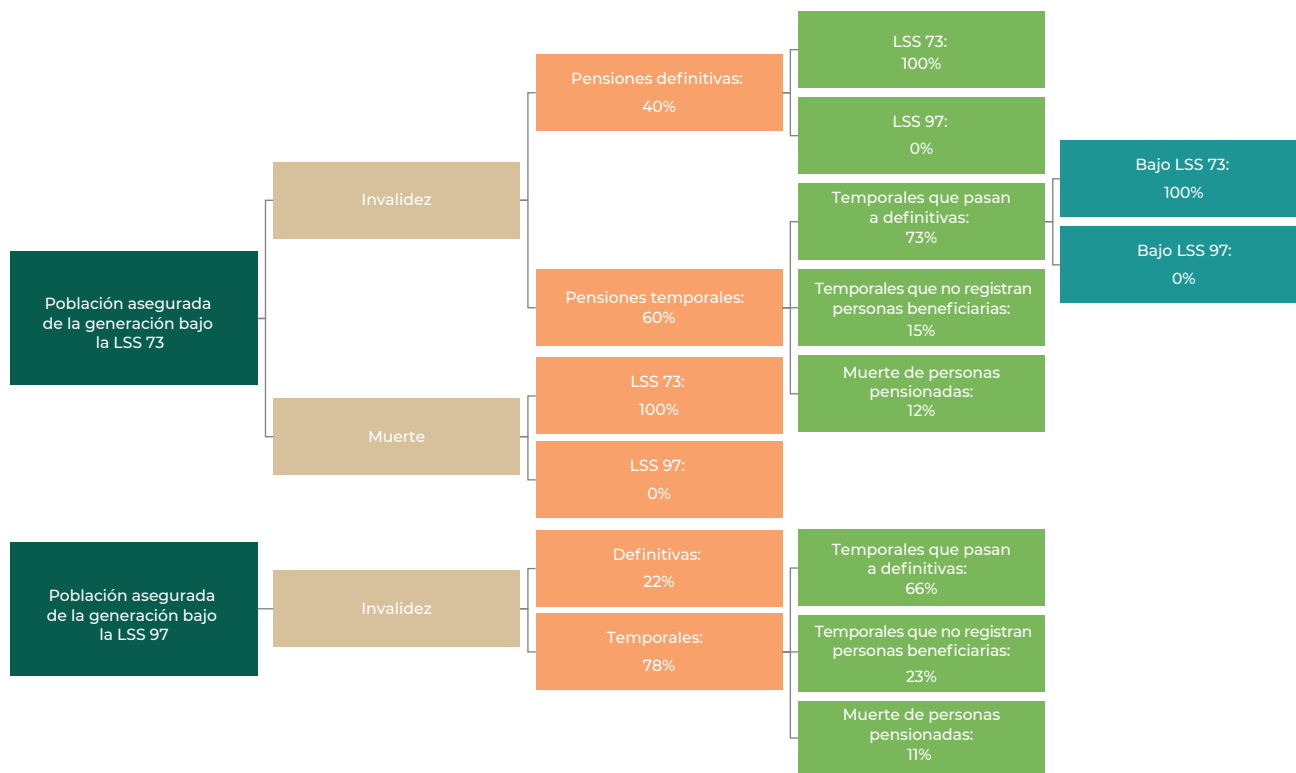 Población asegurada
de la generación bajo
la LSS 73
Invalidez
Pensiones definitivas:
40%
LSS 73:
100%
LSS 97:
0%
Pensiones temporales:
60%
Temporales que pasan
a definitivas:
73%
Bajo LSS 73:
100%
Bajo LSS 97:
0%
Temporales que no registran
personas beneficiarias:
15%
Muerte de personas
pensionadas:
12%
Muerte
LSS 73:
100%
LSS 97:
0%
Población asegurada
de la generación bajo
la LSS 97
Invalidez
Definitivas:
22%
Temporales:
78%
Temporales que pasan
a definitivas:
66%
Temporales que no registran
personas beneficiarias:
23%
Muerte de personas
pensionadas:
11%